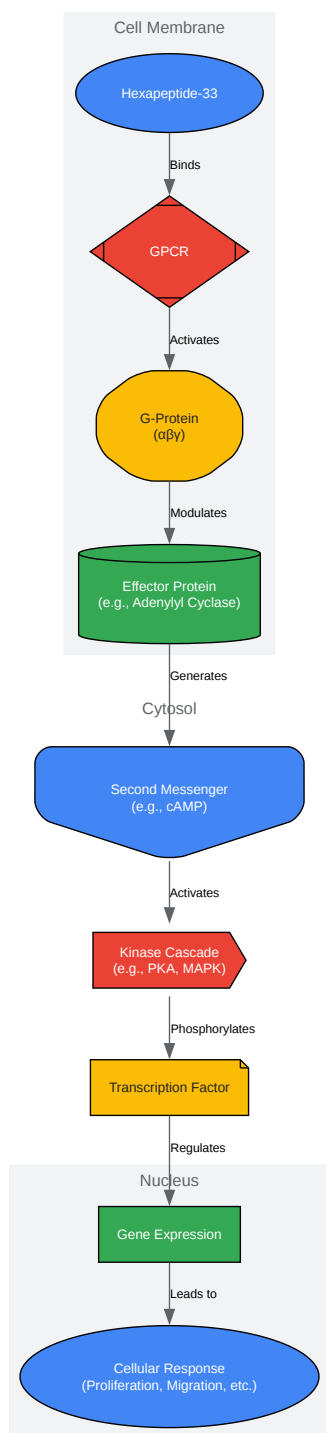 Cell Membrane
Hexapeptide-33
Binds
GPCR
Activates
G-Protein
(αβγ)
Modulates
Effector Protein
(e.g., Adenylyl Cyclase)
Generates
Cytosol
Second Messenger
(e.g., cAMP)
Activates
Kinase Cascade
(e.g., PKA, MAPK)
Phosphorylates
Transcription Factor
Regulates
Nucleus
Gene Expression
Leads to
Cellular Response
(Proliferation, Migration, etc.)